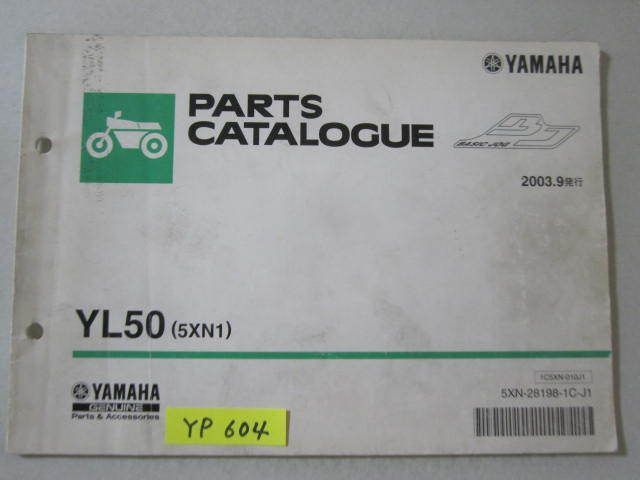 YAMAHA
PARTS
CATALOGUE
BJ
BASIC JOG
2003.9発行
YL50 (5XN1)
1C5XN-010J1
5XN-28198-1C-J1
YAMAHA
GENUINE
Parts & Accessories
YP 604